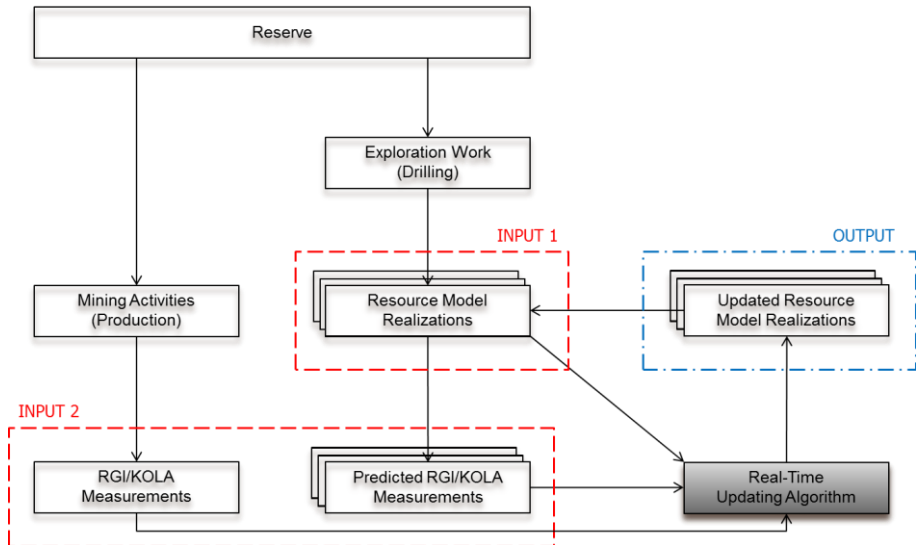 Reserve
Exploration Work
(Drilling)
INPUT 1
OUTPUT
Mining Activities
(Production)
Resource Model
Realizations
Updated Resource
Model Realizations
INPUT 2
RGI/KOLA
Measurements
Predicted RGI/KOLA
Measurements
Real-Time
Updating Algorithm